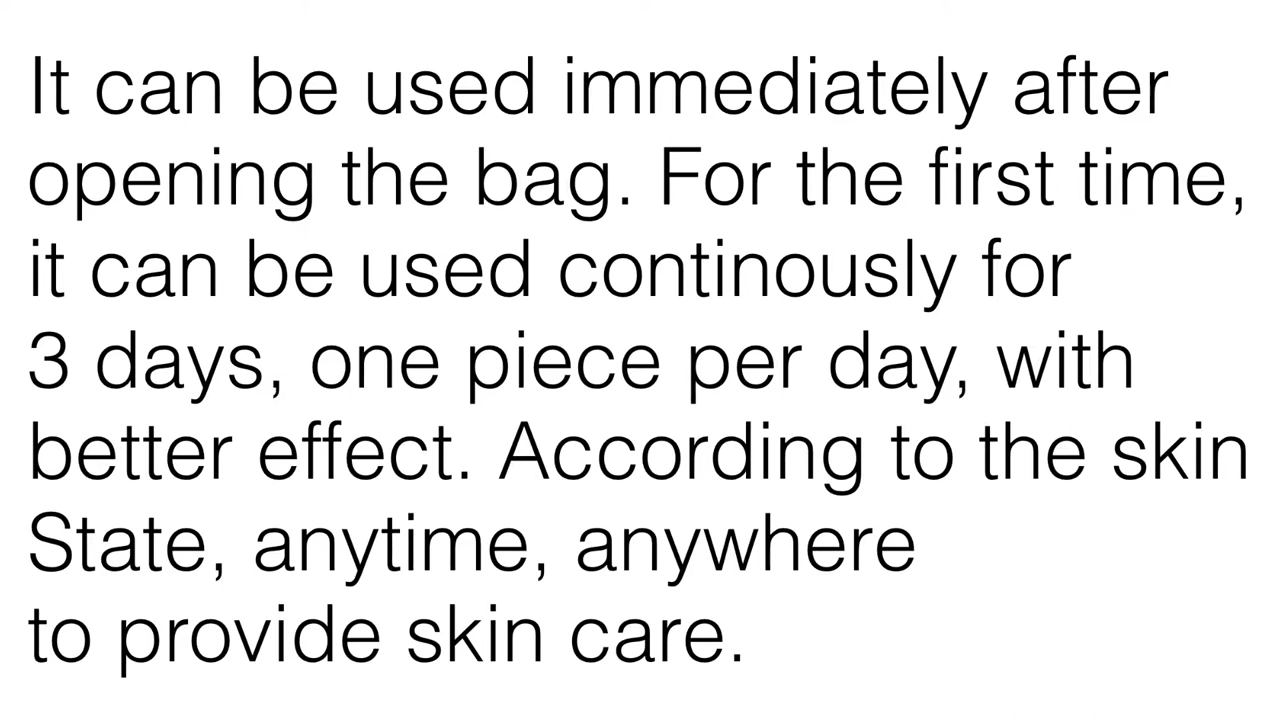 It can be used immediately after
opening the bag. For the first time,
it can be used continously for
3 days, one piece per day, with
better effect. According to the skin
State, anytime, anywhere
to provide skin care.